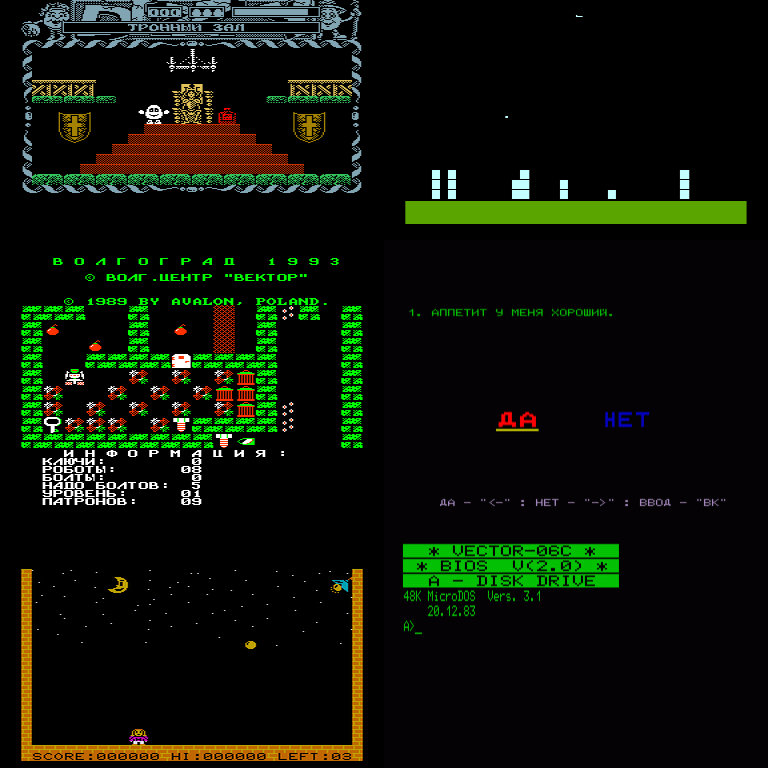 ТРОННЫЙ ЗАЛ
ВОЛГОГРАД 1993
© ВОЛГ.ЦЕНТР "ВЕКТОР"
© 1989 BY AVALON, POLAND.
ИНФОРМАЦИЯ:
КЛЮЧИ: 0
РОБОТЫ: 08
БОЛТЫ: 0
НАДО БОЛТОВ: 5
УРОВЕНЬ: 01
ПАТРОНОВ: 09
1. АППЕТИТ У МЕНЯ ХОРОШИЙ.
ДА НЕТ
ДА - "<-" : НЕТ - "->" : ВВОД - "ВК"
SCORE:000000 HI:000000 LEFT:03
* VECTOR-06C *
* BIOS V(2.0) *
A - DISK DRIVE
48K MicroDOS Vers. 3.1
20.12.83
A>_